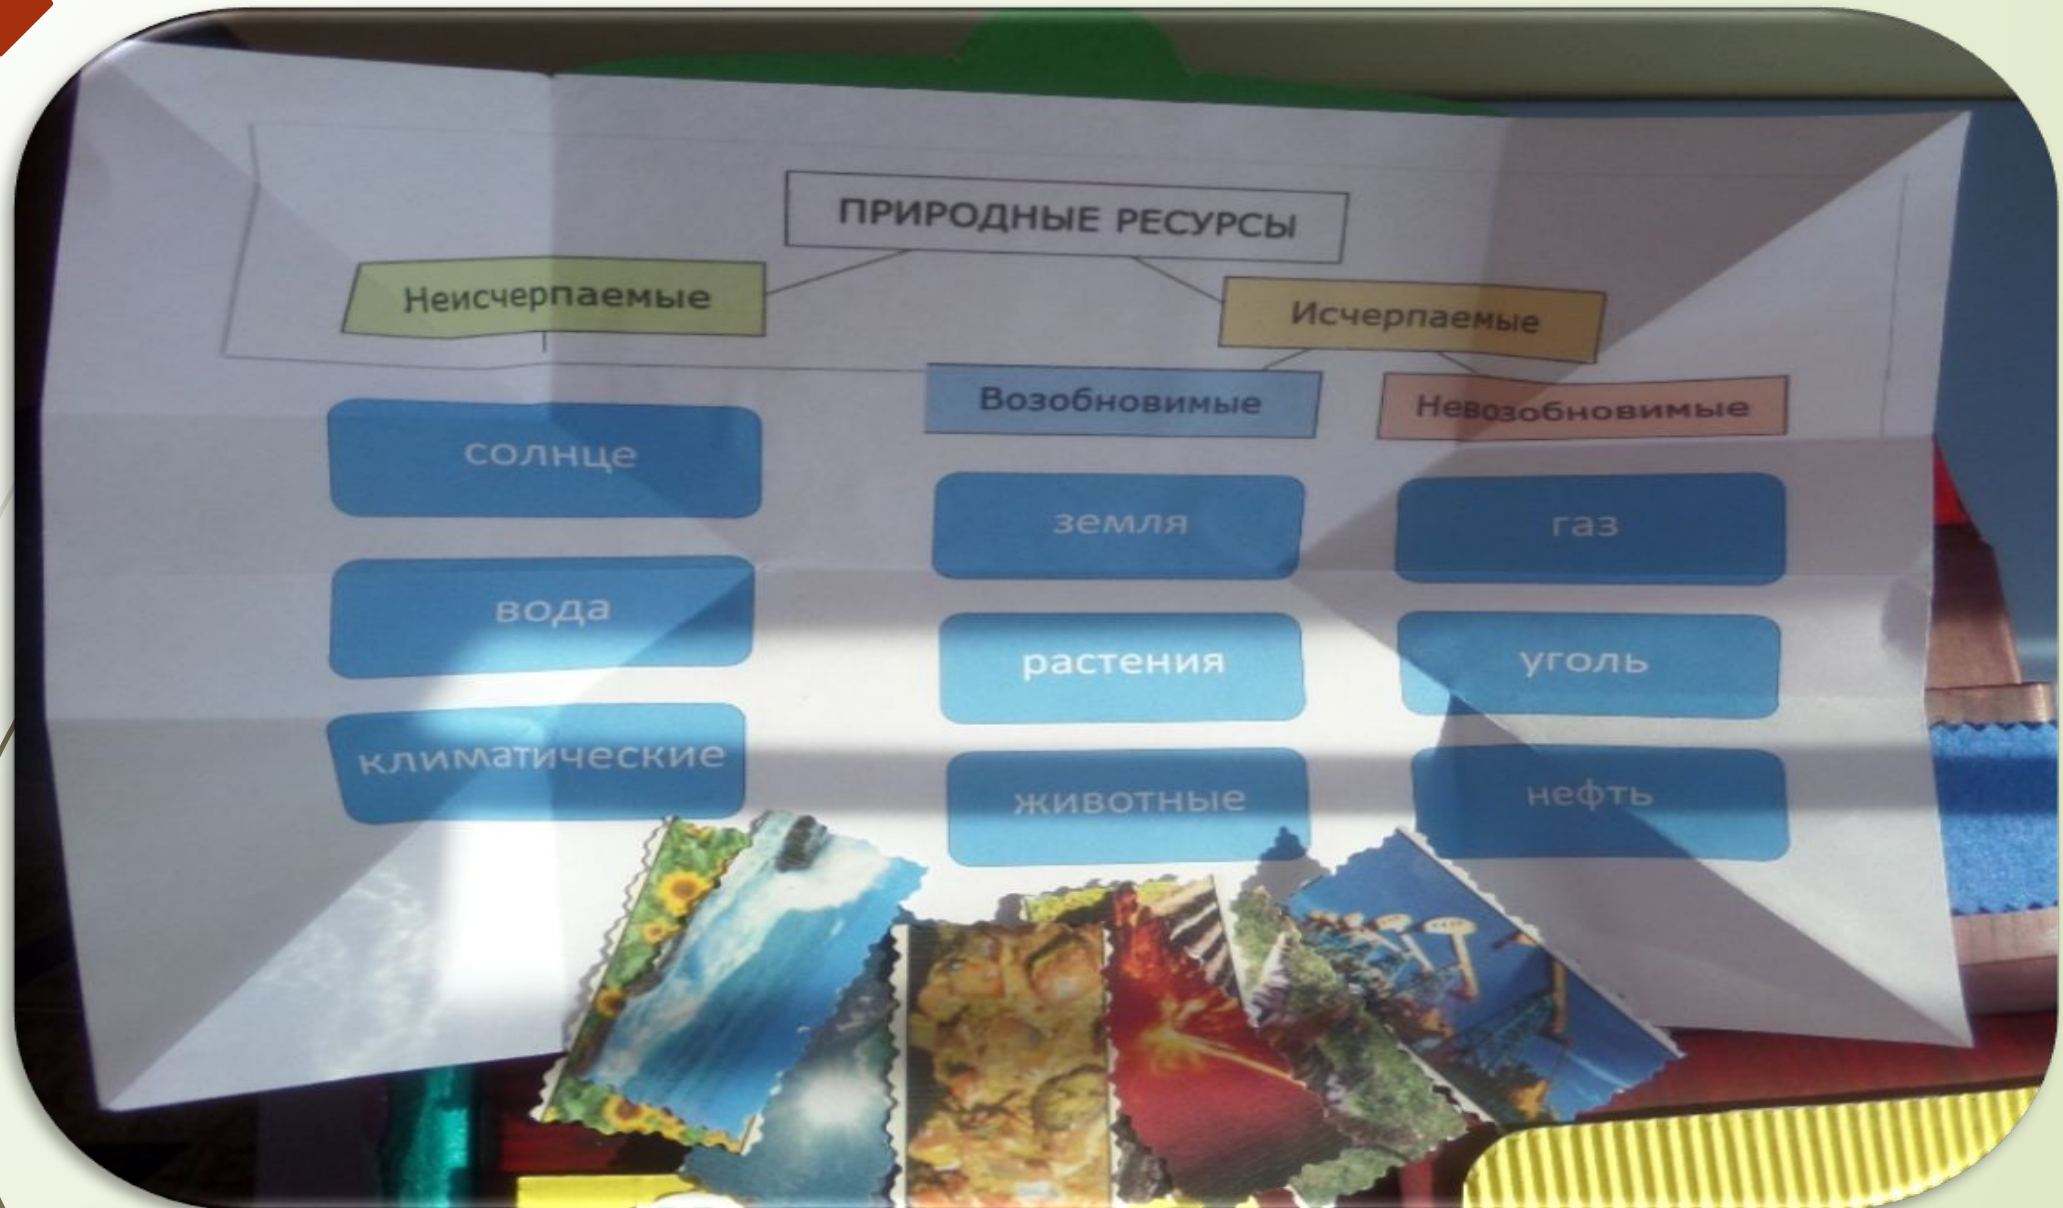 ПРИРОДНЫЕ РЕСУРСЫ
Неисчерпаемые
Исчерпаемые
Возобновимые
Невозобновимые
солнце
земля
газ
вода
растения
уголь
климатические
животные
нефть